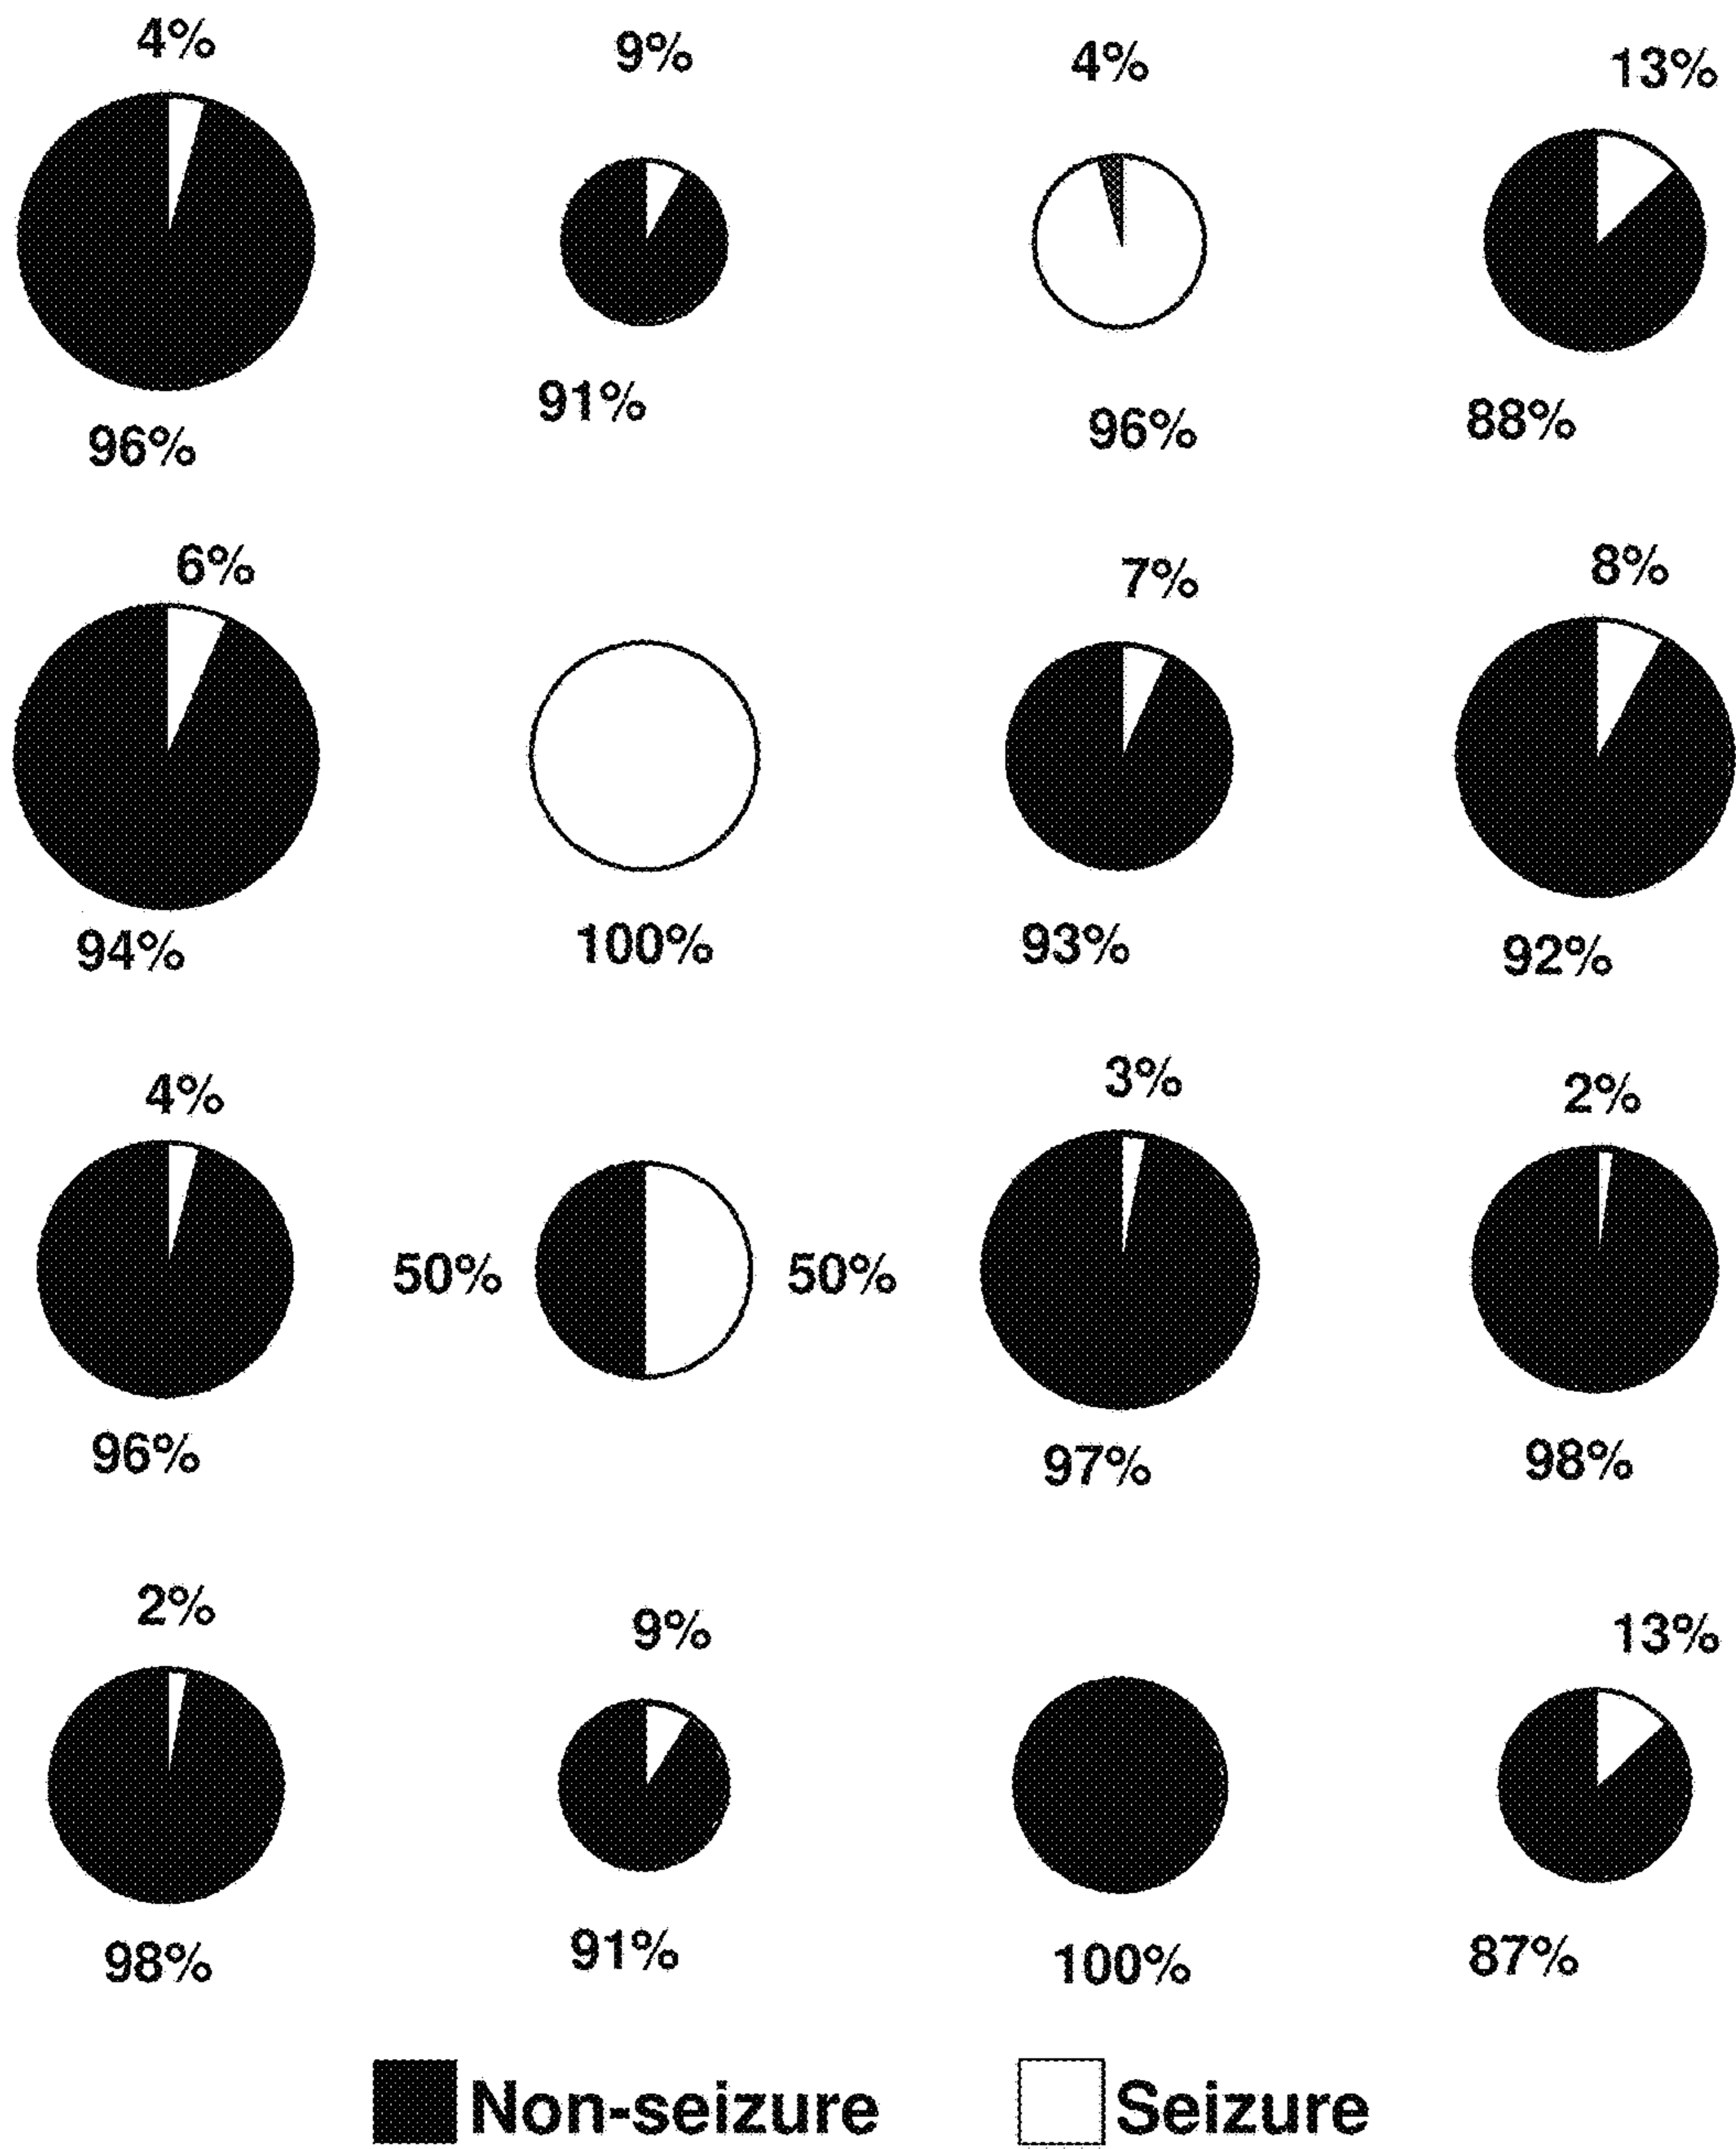 4% 9% 4% 13%
96% 91% 96% 88%
6% 7% 8%
94% 100% 93% 92%
4% 3% 2%
50% 50%
96% 97% 98%
2% 9% 13%
98% 91% 100% 87%
Non-seizure Seizure